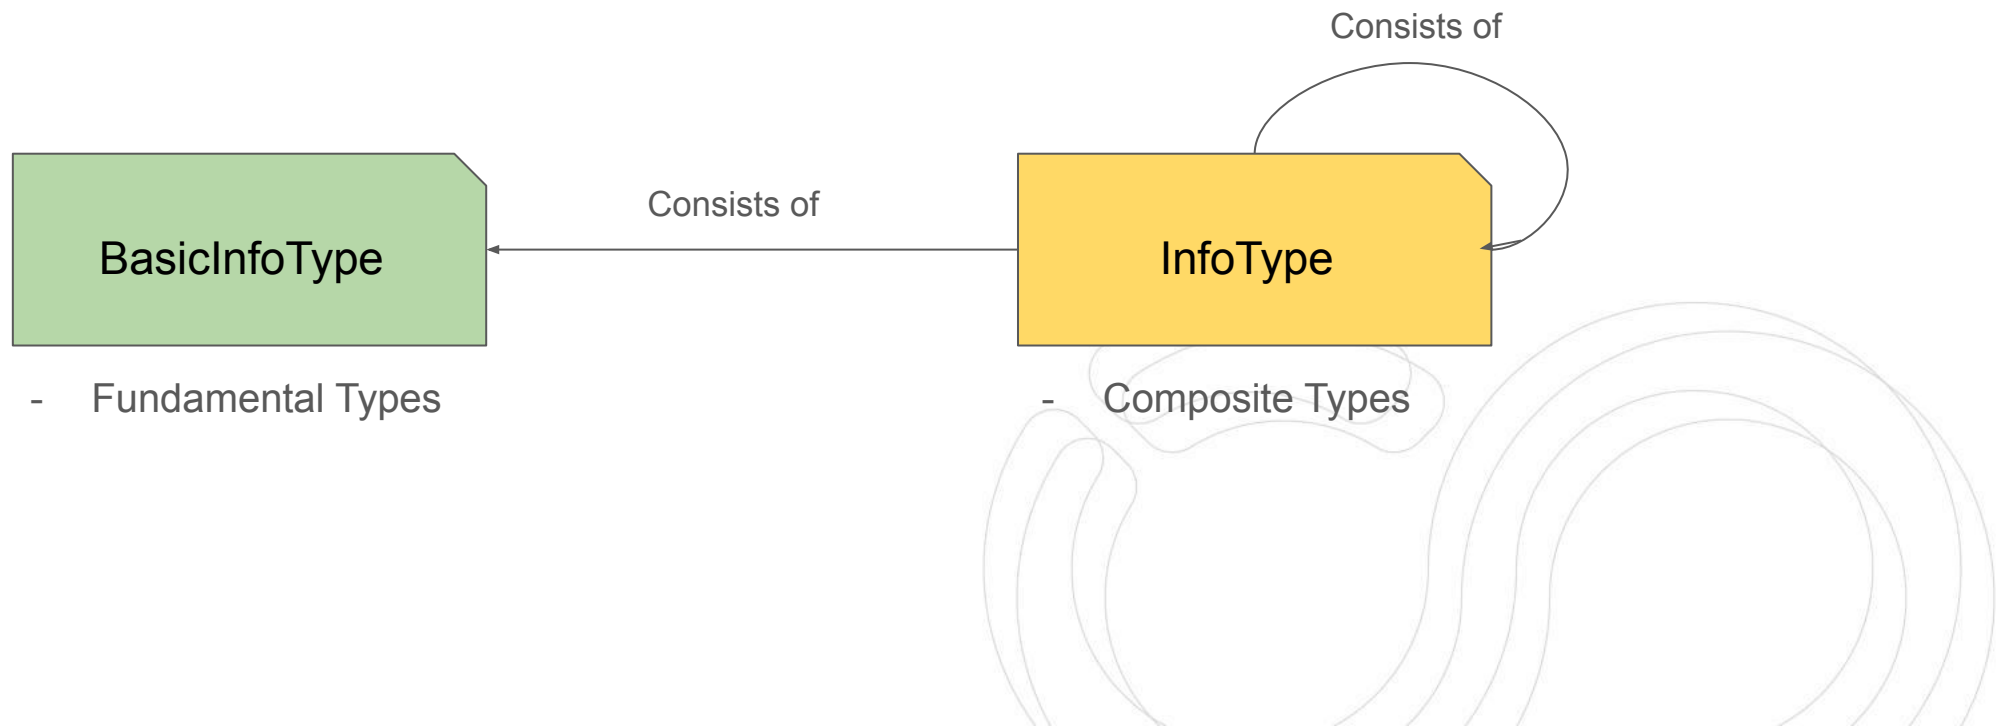 Consists of
Consists of
BasicInfoType
InfoType
- Fundamental Types
- Composite Types